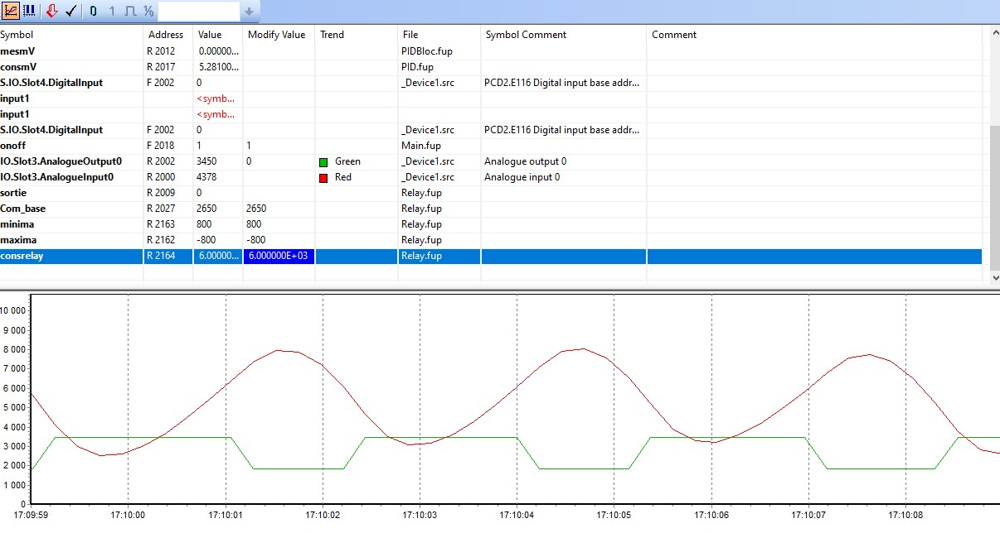 0 1 %
Symbol Address Value Modify Value Trend File Symbol Comment Comment
mesmV R 2012 0.00000... PIDBloc.fup
consmV R 2017 5.28100... PID.fup
S.IO.Slot4.DigitalInput F 2002 0 _Device1.src PCD2.E116 Digital input base addr...
input1 <symb...
input1 <symb...
S.IO.Slot4.DigitalInput F 2002 0 _Device1.src PCD2.E116 Digital input base addr...
onoff F 2018 1 1 Main.fup
IO.Slot3.AnalogueOutput0 R 2002 3450 0 Green _Device1.src Analogue output 0
IO.Slot3.AnalogueInput0 R 2000 4378 Red _Device1.src Analogue input 0
sortie R 2009 0 Relay.fup
Com_base R 2027 2650 2650 Relay.fup
minima R 2163 800 800 Relay.fup
maxima R 2162 -800 -800 Relay.fup
consrelay R 2164 6.00000... 6.000000E+03 Relay.fup
10 000
9 000
8 000
7 000
6 000
5 000
4 000
3 000
2 000
1 000
0
17:09:59 17:10:00 17:10:01 17:10:02 17:10:03 17:10:04 17:10:05 17:10:06 17:10:07 17:10:08